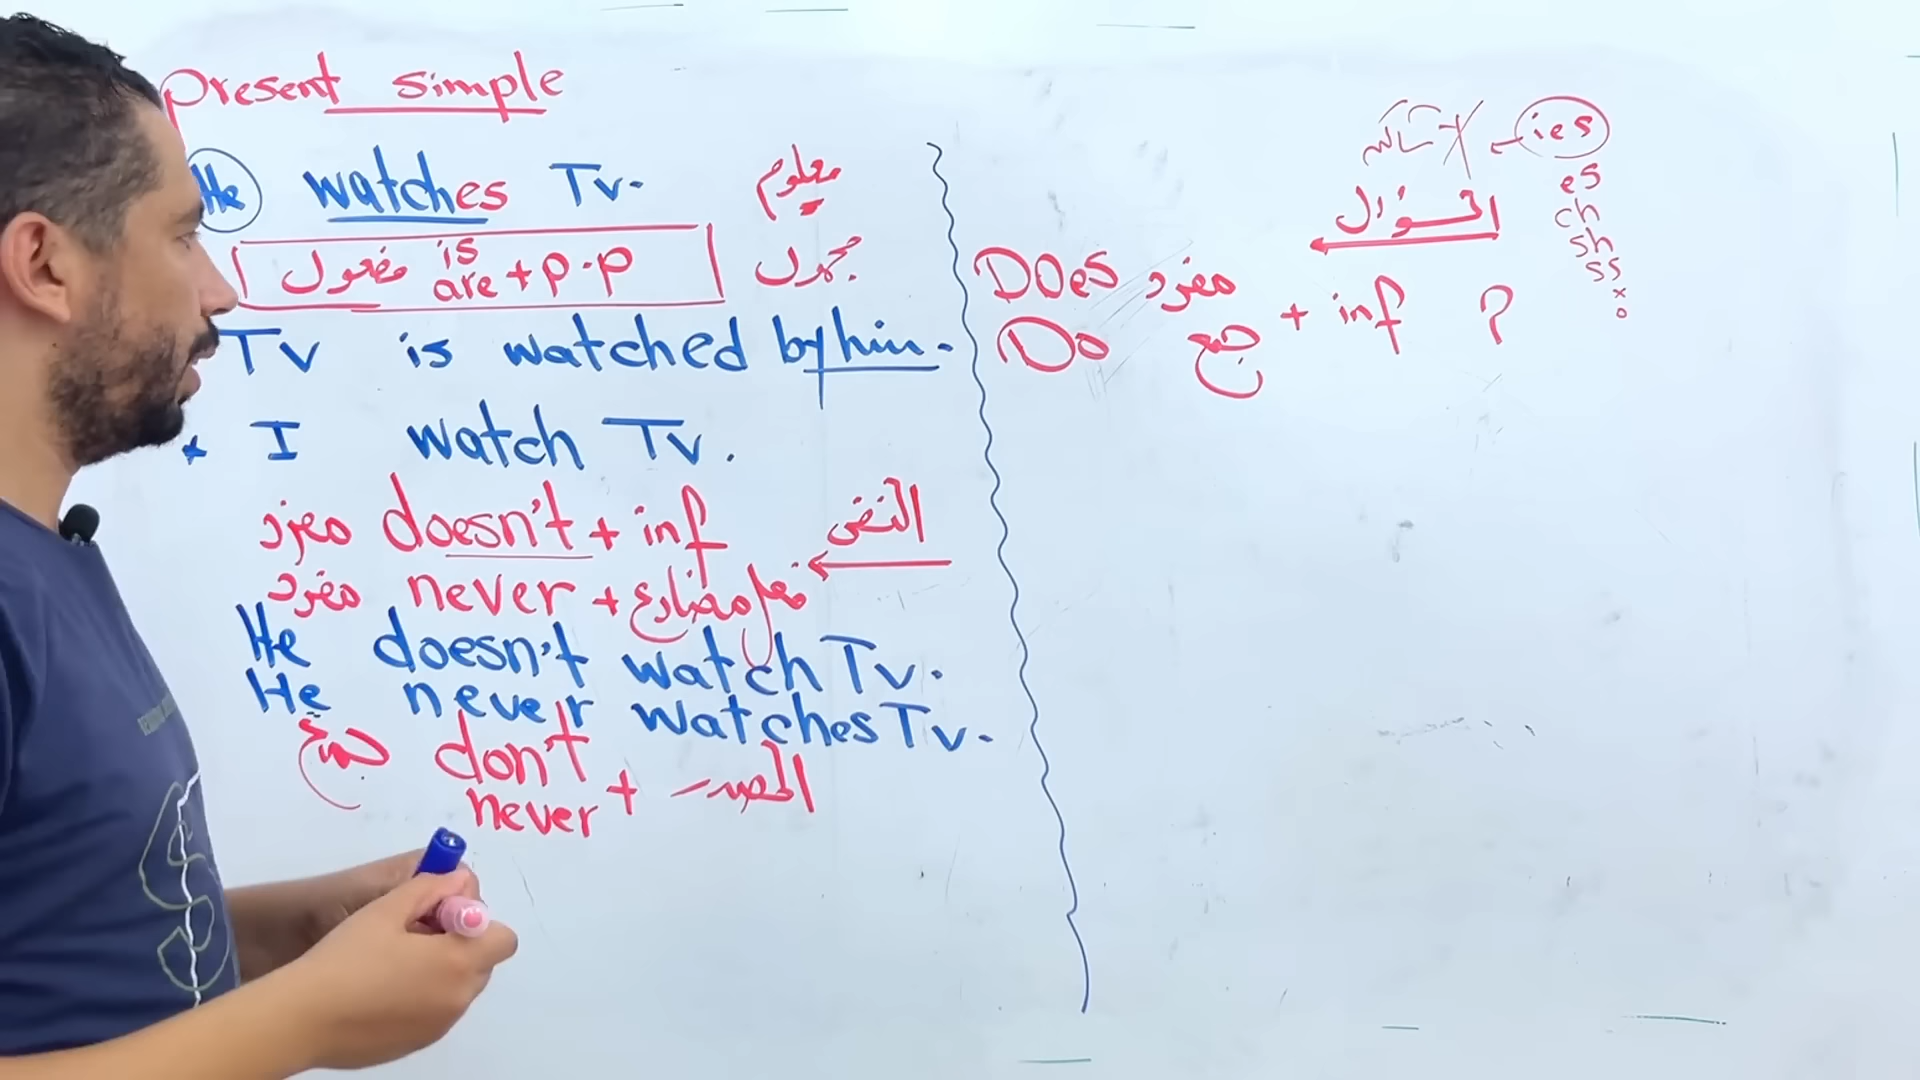 present simple
He watches Tv. معلوم
مفعول is are + p.p مجهول
Tv is watched by him.
* I watch Tv.
مفرد doesn't + inf النفى
مفرد never + فعل مضارع
He doesn't watch Tv.
He never watches Tv.
جمع don't never + المصدر
ies
es
ch
sh
ss
x
o
السؤال
Does مفرد
Do جمع + inf ?